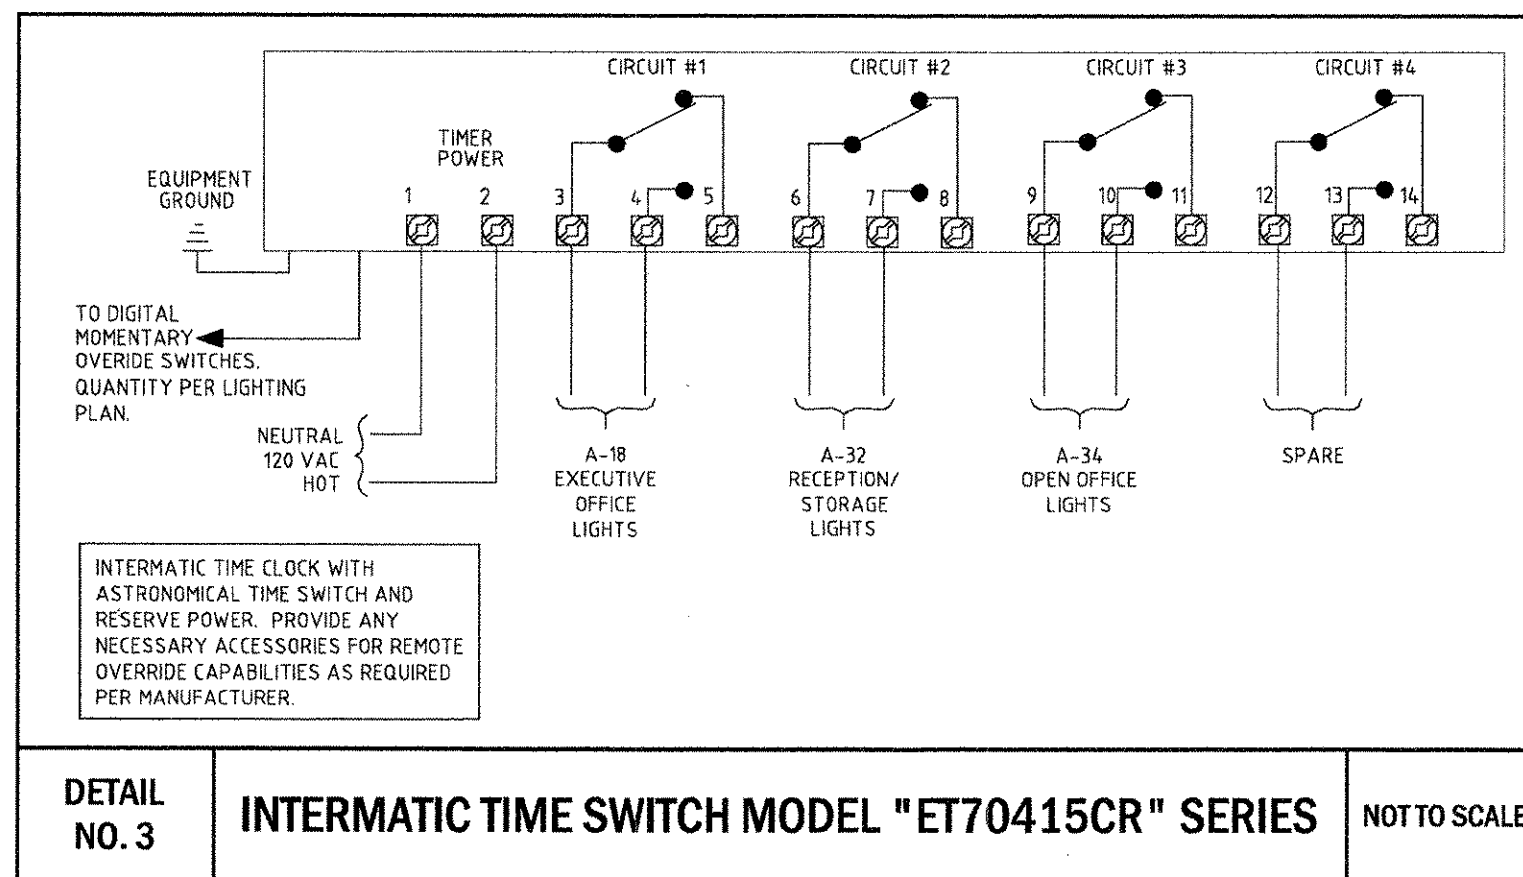 CIRCUIT #1
CIRCUIT #2
CIRCUIT #3
CIRCUIT #4
TIMER
POWER
EQUIPMENT
GROUND
1
2
3
4
5
6
7
8
9
10
11
12
13
14
TO DIGITAL
MOMENTARY
OVERIDE SWITCHES.
QUANTITY PER LIGHTING
PLAN.
NEUTRAL
120 VAC
HOT
A-18
EXECUTIVE
OFFICE
LIGHTS
A-32
RECEPTION/
STORAGE
LIGHTS
A-34
OPEN OFFICE
LIGHTS
SPARE
INTERMATIC TIME CLOCK WITH
ASTRONOMICAL TIME SWITCH AND
RESERVE POWER. PROVIDE ANY
NECESSARY ACCESSORIES FOR REMOTE
OVERRIDE CAPABILITIES AS REQUIRED
PER MANUFACTURER.
DETAIL
NO. 3
INTERMATIC TIME SWITCH MODEL "ET70415CR" SERIES
NOT TO SCALE